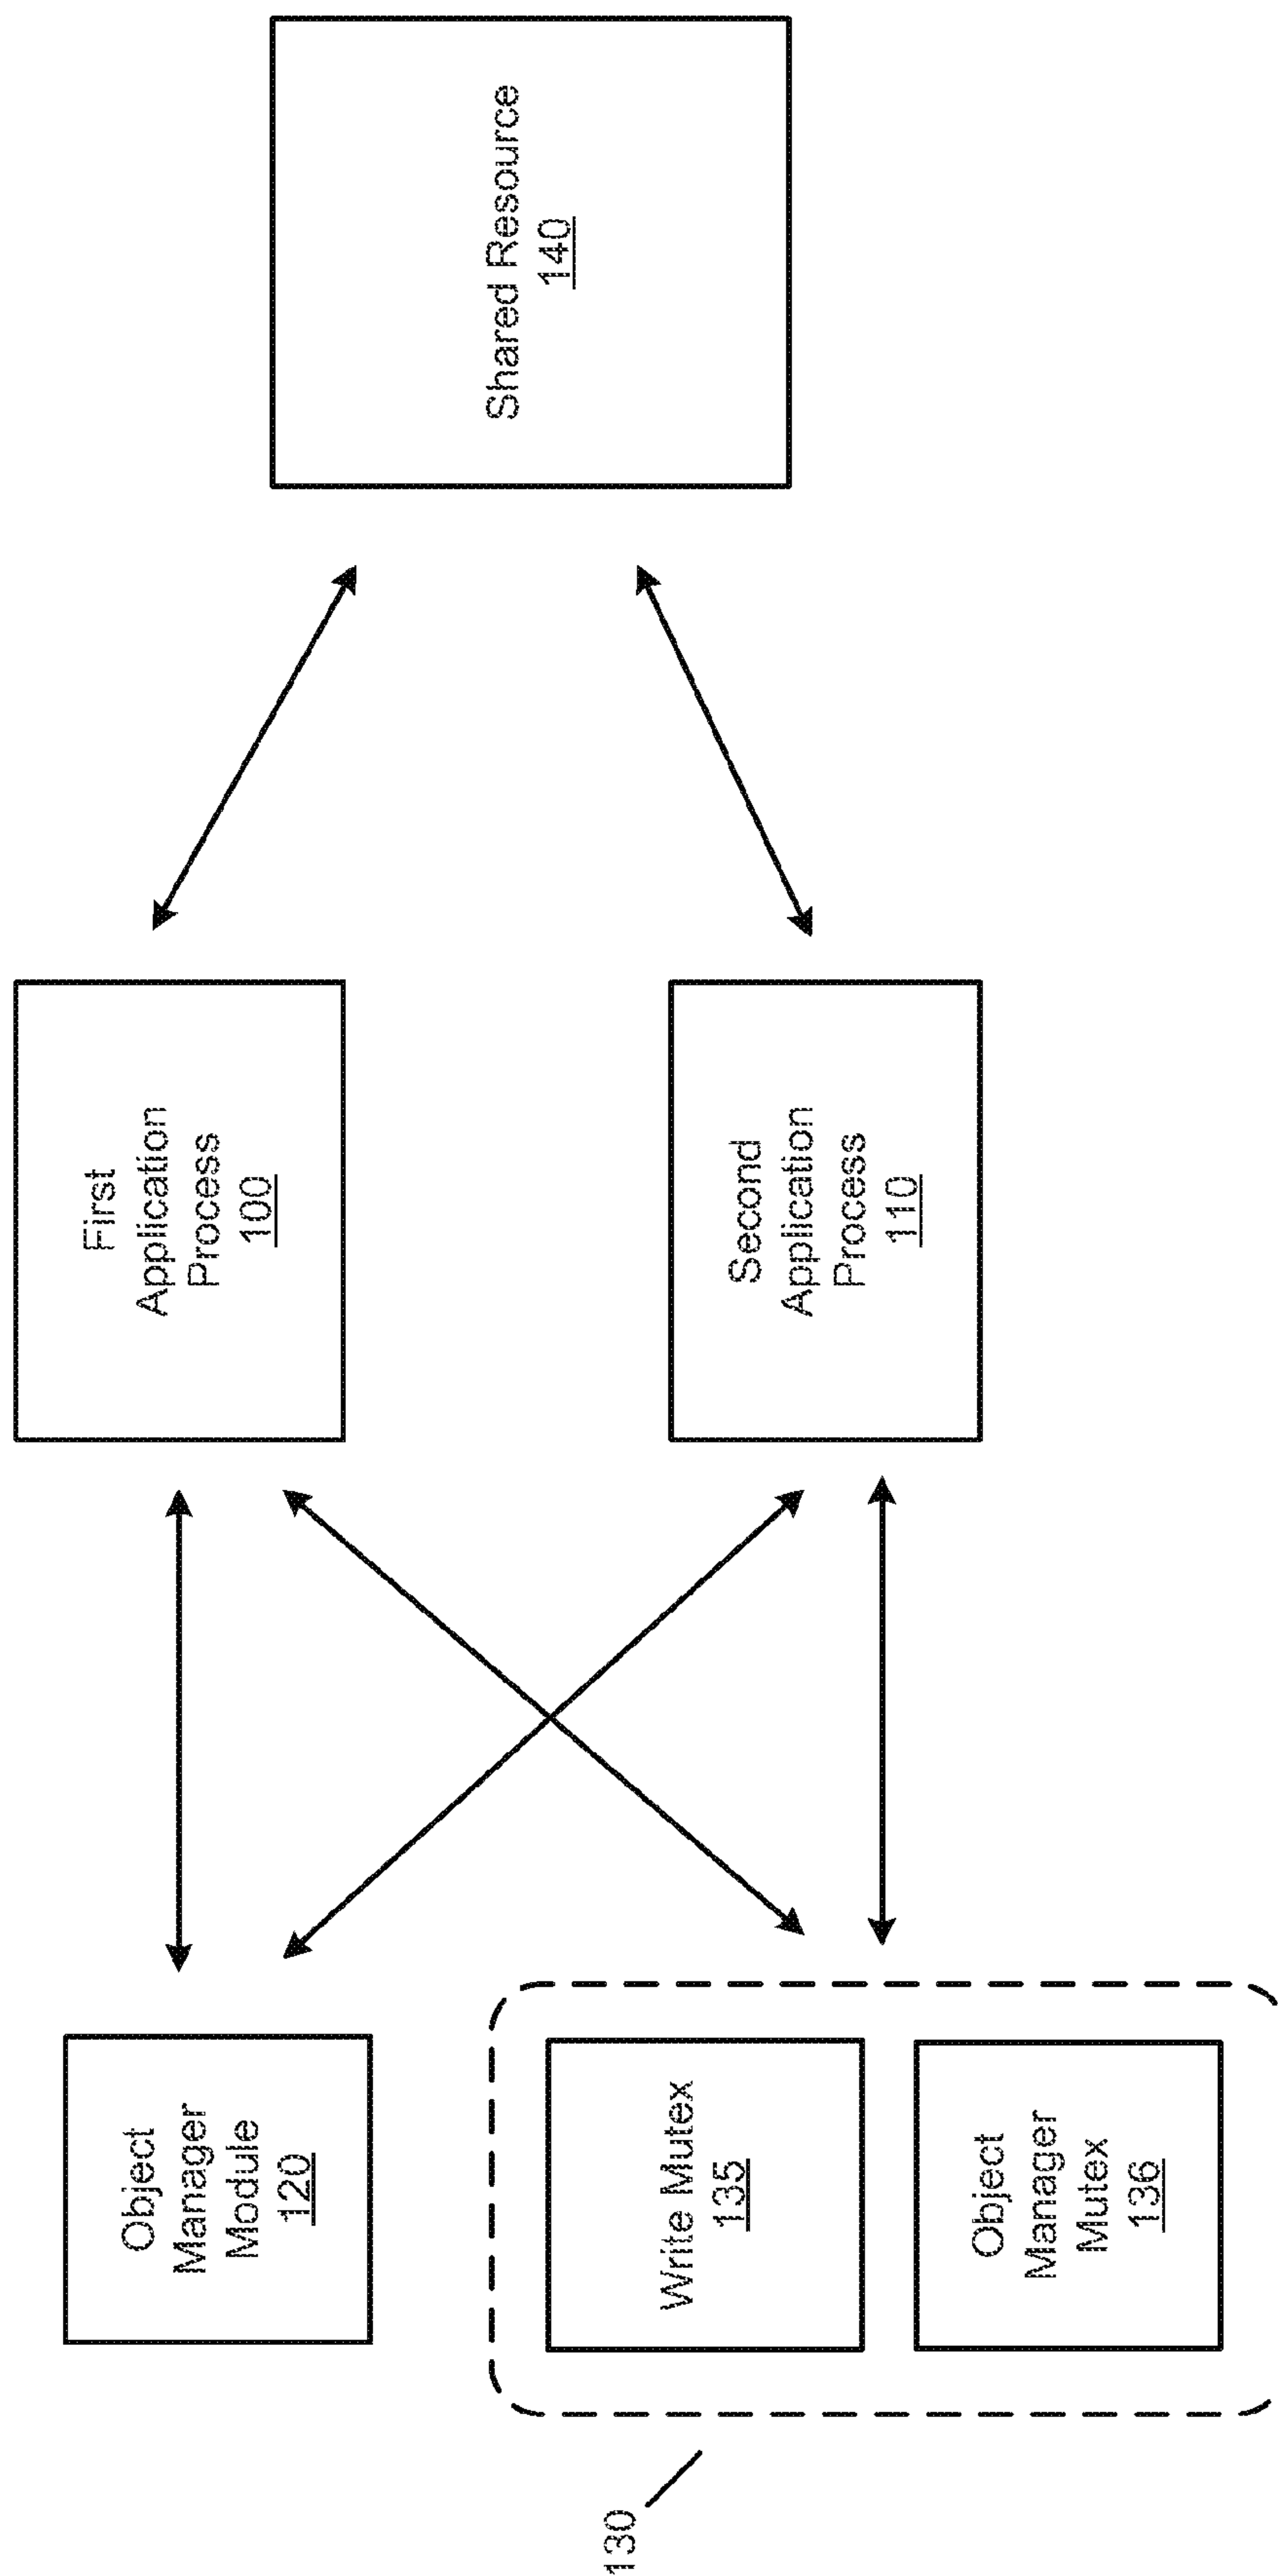 Object
Manager
Module
120
First
Application
Process
100
Shared Resource
140
130
Write Mutex
135
Object
Manager
Mutex
136
Second
Application
Process
110